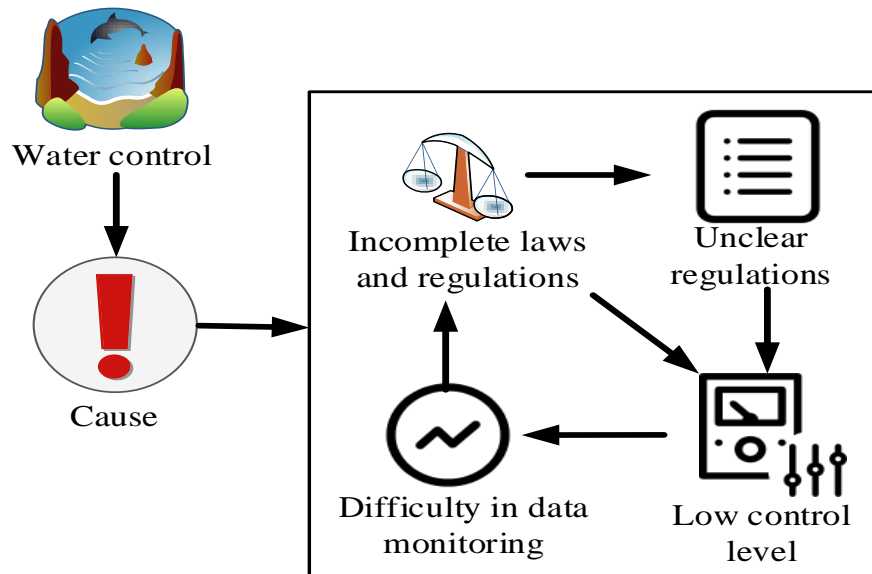 Water control
Cause
Incomplete laws
and regulations
Unclear
regulations
Difficulty in data
monitoring
Low control
level